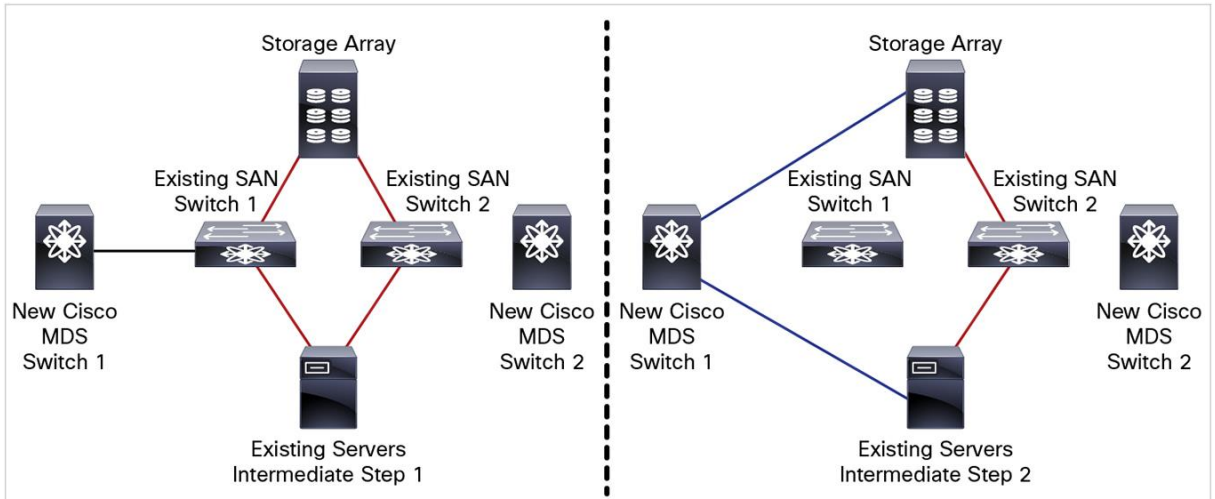 Storage Array
Existing SAN
Switch 1
Existing SAN
Switch 2
New Cisco
MDS
Switch 1
New Cisco
MDS
Switch 2
Existing Servers
Intermediate Step 1
Storage Array
Existing SAN
Switch 1
Existing SAN
Switch 2
New Cisco
MDS
Switch 1
New Cisco
MDS
Switch 2
Existing Servers
Intermediate Step 2